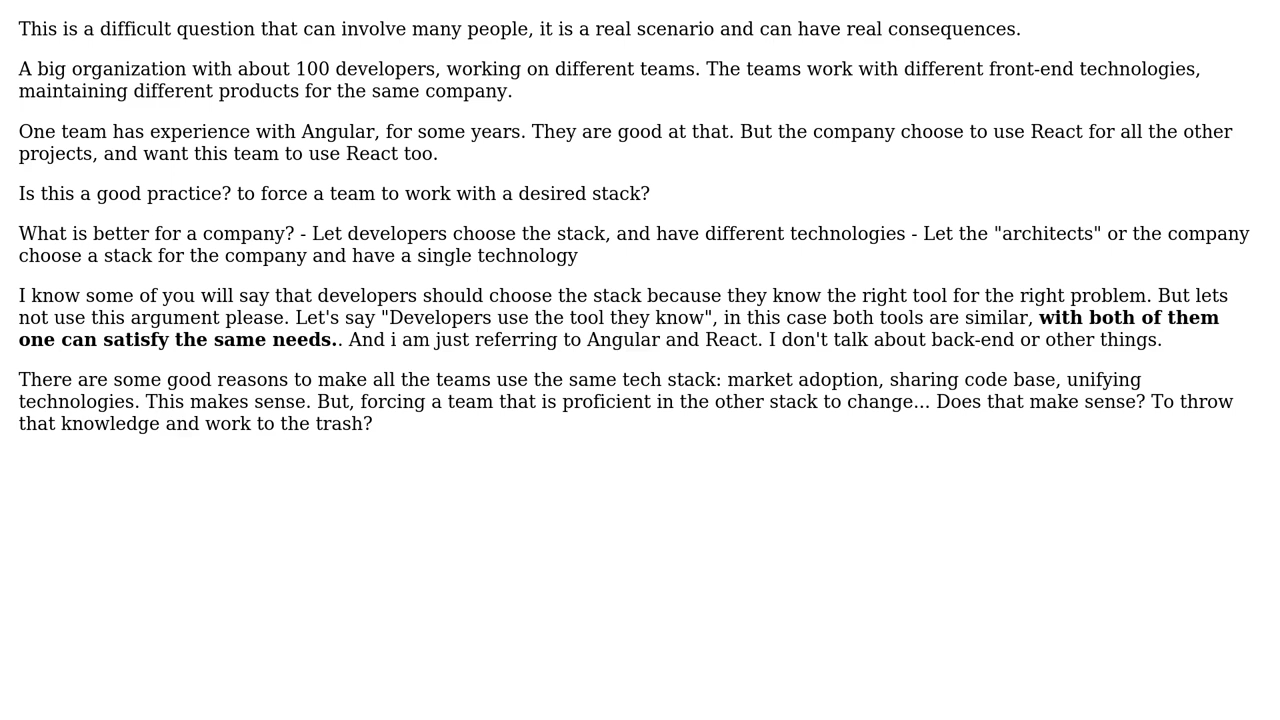 This is a difficult question that can involve many people, it is a real scenario and can have real consequences.
A big organization with about 100 developers, working on different teams. The teams work with different front-end technologies,
maintaining different products for the same company.
One team has experience with Angular, for some years. They are good at that. But the company choose to use React for all the other
projects, and want this team to use React too.
Is this a good practice? to force a team to work with a desired stack?
What is better for a company? - Let developers choose the stack, and have different technologies - Let the "architects" or the company
choose a stack for the company and have a single technology
I know some of you will say that developers should choose the stack because they know the right tool for the right problem. But lets
not use this argument please. Let's say "Developers use the tool they know", in this case both tools are similar, with both of them
one can satisfy the same needs.. And i am just referring to Angular and React. I don't talk about back-end or other things.
There are some good reasons to make all the teams use the same tech stack: market adoption, sharing code base, unifying
technologies. This makes sense. But, forcing a team that is proficient in the other stack to change... Does that make sense? To throw
that knowledge and work to the trash?